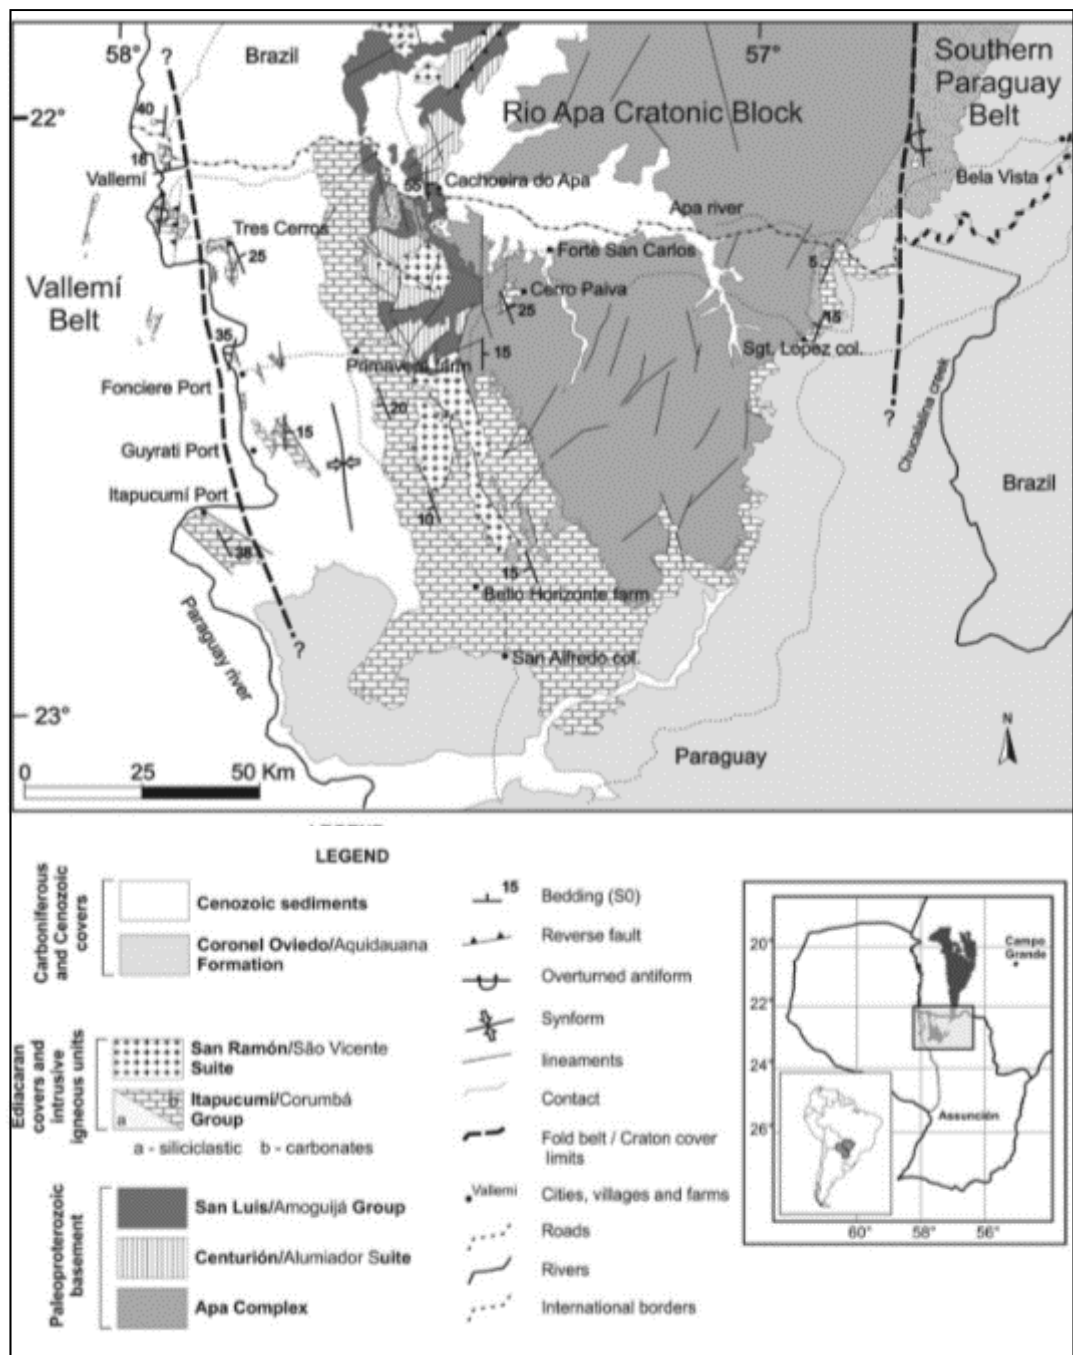 58°
57°
?
Brazil
Southern
Paraguay
Belt
Rio Apa Cratonic Block
22°
40
18
Vallemí
55
Cachoeira do Apa
Bela Vista
Apa river
Tres Cerros
25
Forte San Carlos
5
Vallemí
Belt
Cerro Paiva
25
15
35
Sgt. Lopez col.
15
Primavera farm
Fonciere Port
20
?
Chucalalina creek
15
Guyrati Port
Brazil
Itapucumí Port
10
38
15
Bello Horizonte farm
Paraguay river
?
San Alfredo col.
23°
N
Paraguay
0 25 50 Km
LEGEND
LEGEND
Carboniferous
and Cenozoic
covers
Cenozoic sediments
Coronel Oviedo/Aquidauana
Formation
Ediacaran
covers and
intrusive
igneous units
San Ramón/São Vicente
Suite
a
b
Itapucumí/Corumbá
Group
a - siliciclastic b - carbonates
Paleoproterozoic
basement
San Luis/Amoguijá Group
Centurión/Alumiador Suite
Apa Complex
15
Bedding (S0)
Reverse fault
Overturned antiform
Synform
lineaments
Contact
Fold belt / Craton cover
limits
Vallemí
Cities, villages and farms
Roads
Rivers
International borders
20°
Campo
Grande
22°
24°
Assunción
26°
60° 58° 56°